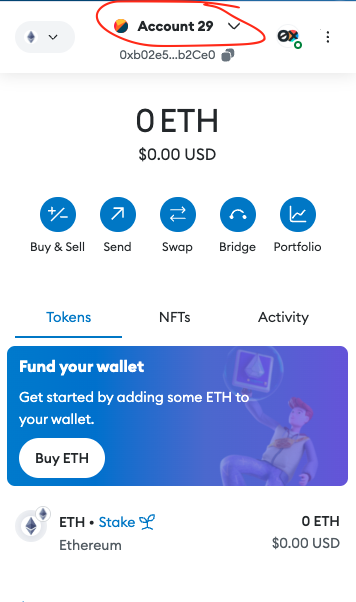 Account 29
0xb02e5...b2Ce0
0 ETH
$0.00 USD
Buy & Sell
Send
Swap
Bridge
Portfolio
Tokens
NFTs
Activity
Fund your wallet
Get started by adding some ETH to
your wallet.
Buy ETH
ETH • Stake
0 ETH
Ethereum
$0.00 USD